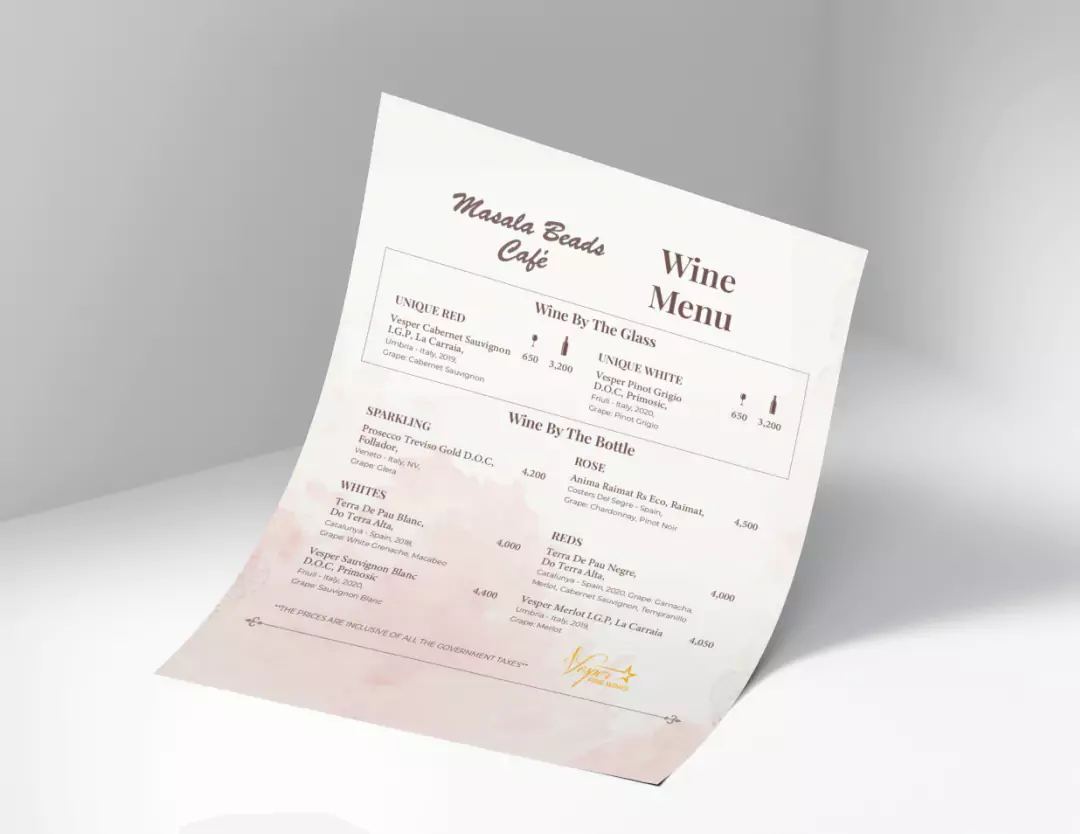 Masala Beads
Café
Wine
Menu
Wine By The Glass
UNIQUE RED
Vesper Cabernet Sauvignon
I.G.P, La Carraia,
Umbria - Italy, 2019,
Grape: Cabernet Sauvignon
650
3,200
UNIQUE WHITE
Vesper Pinot Grigio
D.O.C, Primosic,
Friuli - Italy, 2020,
Grape: Pinot Grigio
650
3,200
Wine By The Bottle
SPARKLING
Prosecco Treviso Gold D.O.C,
Follador,
Veneto - Italy, NV,
Grape: Glera
4,200
WHITES
Terra De Pau Blanc,
Do Terra Alta,
Catalunya - Spain, 2018,
Grape: White Grenache, Macabeo
4,000
Vesper Sauvignon Blanc
D.O.C, Primosic
Friuli - Italy, 2020,
Grape: Sauvignon Blanc
4,400
ROSE
Anima Raimat Rs Eco, Raimat,
Costers Del Segre - Spain,
Grape: Chardonnay, Pinot Noir
4,500
REDS
Terra De Pau Negre,
Do Terra Alta,
Catalunya - Spain, 2020, Grape: Garnacha,
Merlot, Cabernet Sauvignon, Tempranillo
4,000
Vesper Merlot I.G.P, La Carraia
Umbria - Italy, 2019,
Grape: Merlot
4,050
**THE PRICES ARE INCLUSIVE OF ALL THE GOVERNMENT TAXES**
Vesper
FINE WINES